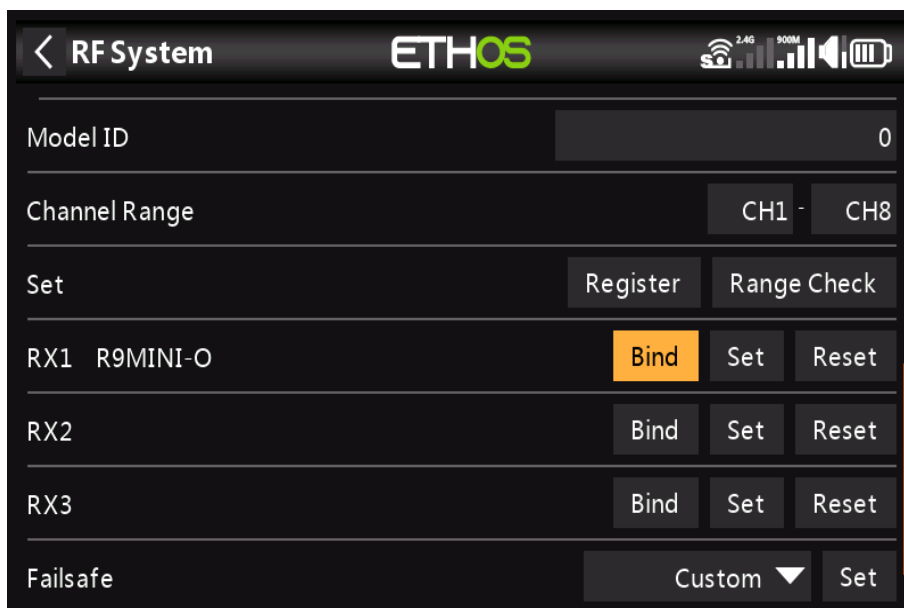 RF System ETHOS 2.4G 900M
Model ID 0
Channel Range CH1 - CH8
Set Register Range Check
RX1 R9MINI-O Bind Set Reset
RX2 Bind Set Reset
RX3 Bind Set Reset
Failsafe Custom Set